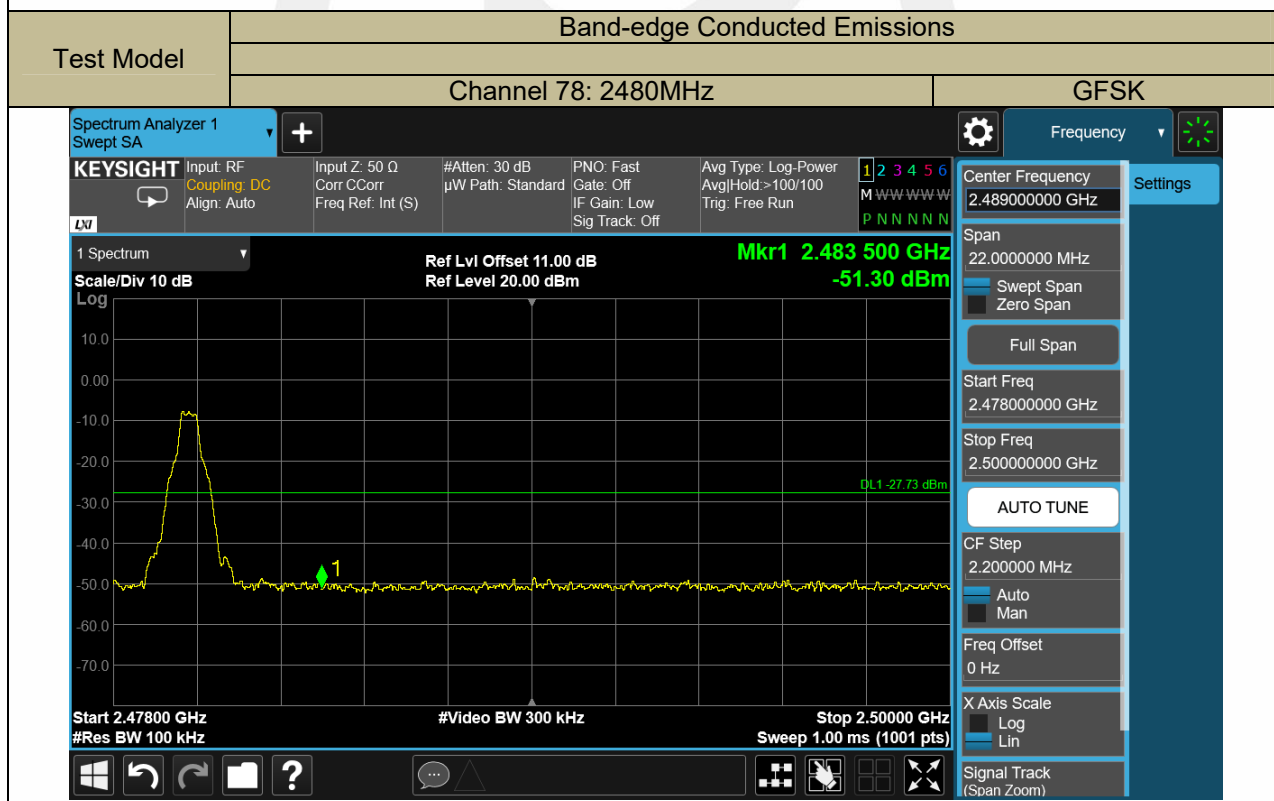 Band-edge Conducted Emissions
Test Model
Channel 78: 2480MHz
GFSK
Spectrum Analyzer 1
Swept SA
Frequency
KEYSIGHT
Input: RF
Coupling: DC
Align: Auto
Input Z: 50 Ω
Corr CCorr
Freq Ref: Int (S)
#Atten: 30 dB
µW Path: Standard
PNO: Fast
Gate: Off
IF Gain: Low
Sig Track: Off
Avg Type: Log-Power
Avg|Hold:>100/100
Trig: Free Run
1 2 3 4 5 6
M W W W W W
P N N N N N
LXI
1 Spectrum
Scale/Div 10 dB
Log
Ref Lvl Offset 11.00 dB
Ref Level 20.00 dBm
Mkr1 2.483 500 GHz
-51.30 dBm
10.0
0.00
-10.0
-20.0
-30.0
-40.0
-50.0
-60.0
-70.0
DL1 -27.73 dBm
1
Start 2.47800 GHz
#Res BW 100 kHz
#Video BW 300 kHz
Stop 2.50000 GHz
Sweep 1.00 ms (1001 pts)
Center Frequency
2.489000000 GHz
Settings
Span
22.0000000 MHz
Swept Span
Zero Span
Full Span
Start Freq
2.478000000 GHz
Stop Freq
2.500000000 GHz
AUTO TUNE
CF Step
2.200000 MHz
Auto
Man
Freq Offset
0 Hz
X Axis Scale
Log
Lin
Signal Track
(Span Zoom)